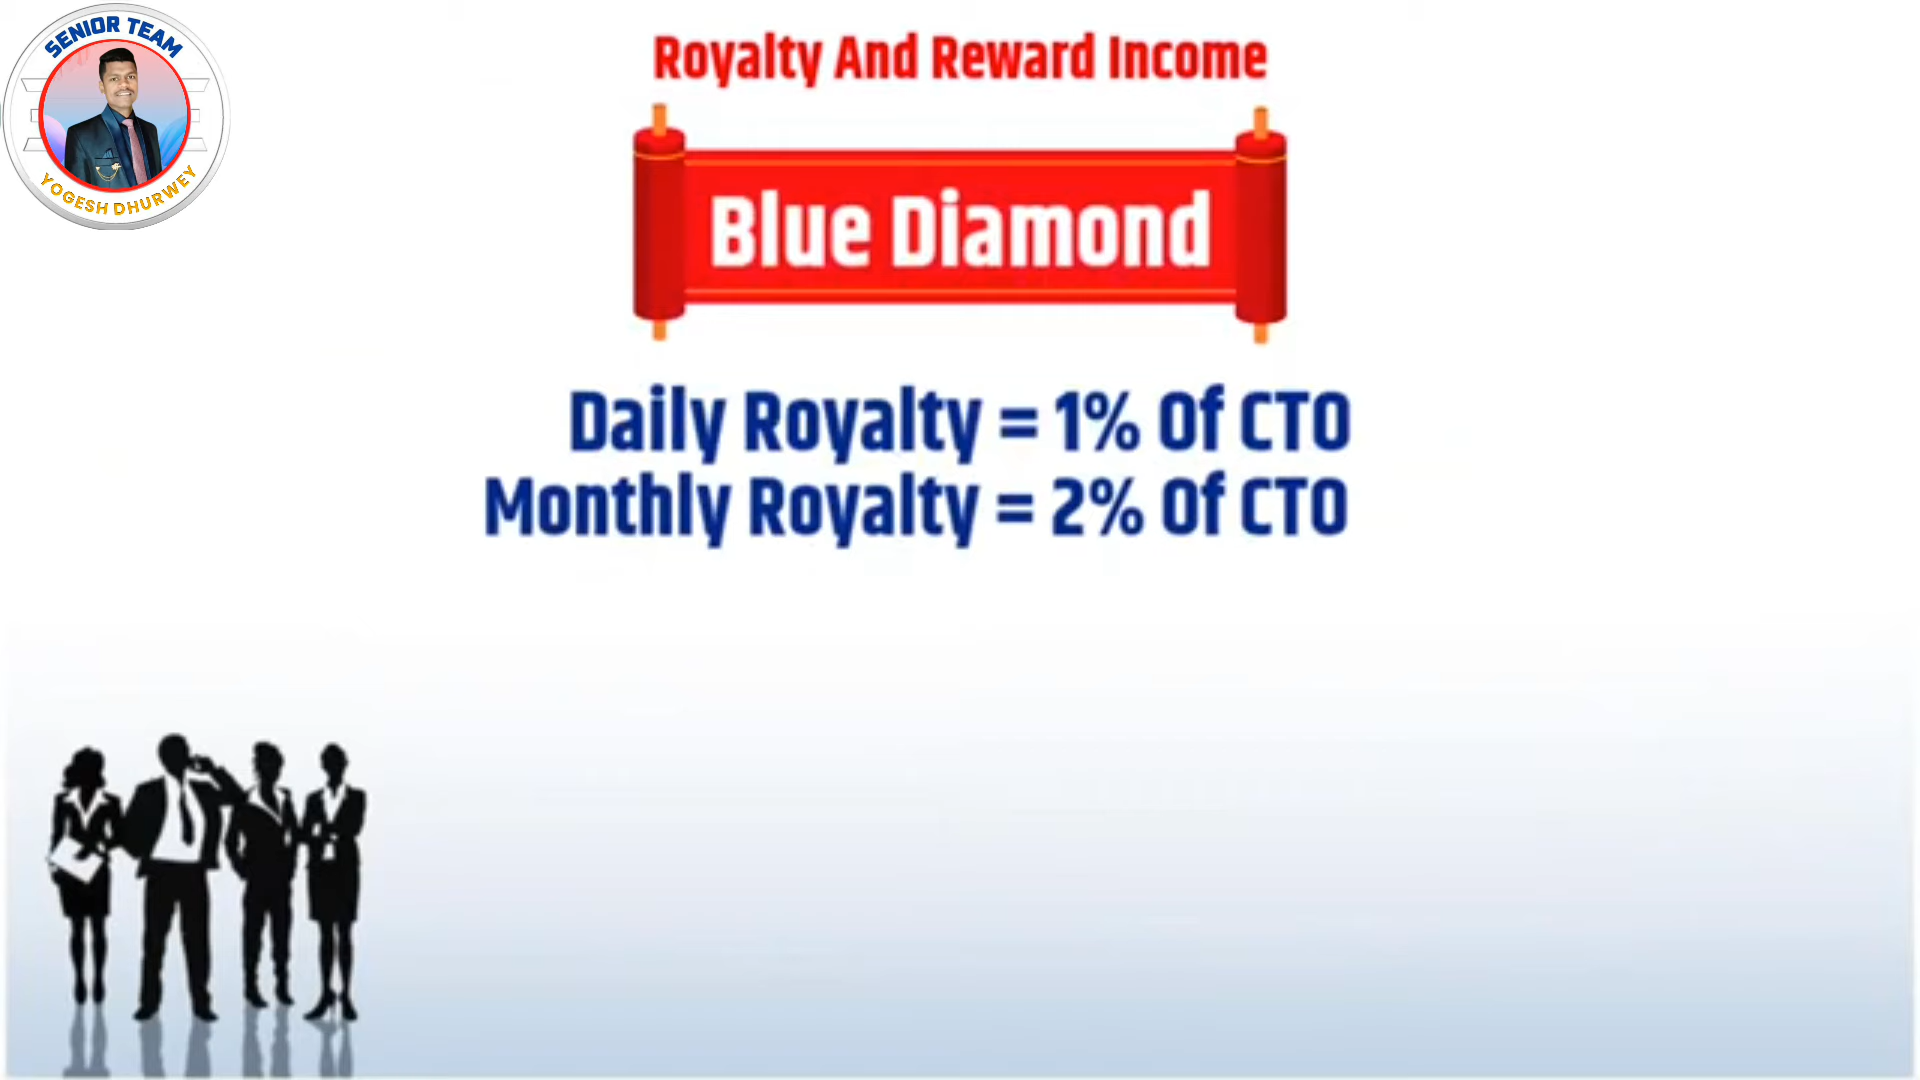 SENIOR TEAM
YOGESH DHURWEY
Royalty And Reward Income
Blue Diamond
Daily Royalty = 1% Of CTO
Monthly Royalty = 2% Of CTO